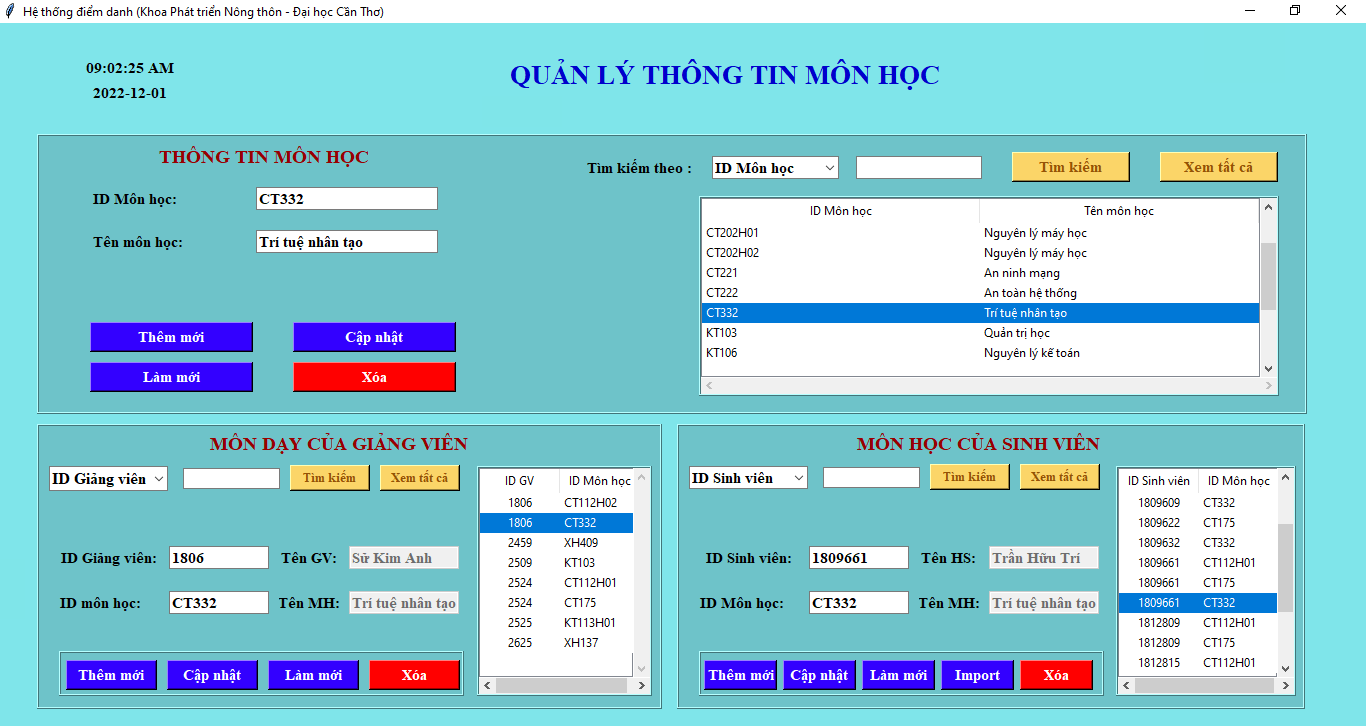 Hệ thống điểm danh (Khoa Phát triển Nông thôn - Đại học Cần Thơ)
09:02:25 AM
2022-12-01
QUẢN LÝ THÔNG TIN MÔN HỌC
THÔNG TIN MÔN HỌC
ID Môn học: CT332
Tên môn học: Trí tuệ nhân tạo
Thêm mới Cập nhật
Làm mới Xóa
Tìm kiếm theo : ID Môn học Tìm kiếm Xem tất cả
ID Môn học Tên môn học
CT202H01 Nguyên lý máy học
CT202H02 Nguyên lý máy học
CT221 An ninh mạng
CT222 An toàn hệ thống
CT332 Trí tuệ nhân tạo
KT103 Quản trị học
KT106 Nguyên lý kế toán
MÔN DẠY CỦA GIẢNG VIÊN
ID Giảng viên Tìm kiếm Xem tất cả
ID Giảng viên: 1806 Tên GV: Sử Kim Anh
ID môn học: CT332 Tên MH: Trí tuệ nhân tạo
Thêm mới Cập nhật Làm mới Xóa
ID GV ID Môn học
1806 CT112H02
1806 CT332
2459 XH409
2509 KT103
2524 CT112H01
2524 CT175
2525 KT113H01
2625 XH137
MÔN HỌC CỦA SINH VIÊN
ID Sinh viên Tìm kiếm Xem tất cả
ID Sinh viên: 1809661 Tên HS: Trần Hữu Trí
ID Môn học: CT332 Tên MH: Trí tuệ nhân tạo
Thêm mới Cập nhật Làm mới Import Xóa
ID Sinh viên ID Môn học
1809609 CT332
1809622 CT175
1809632 CT332
1809661 CT112H01
1809661 CT175
1809661 CT332
1812809 CT112H01
1812809 CT175
1812815 CT112H01